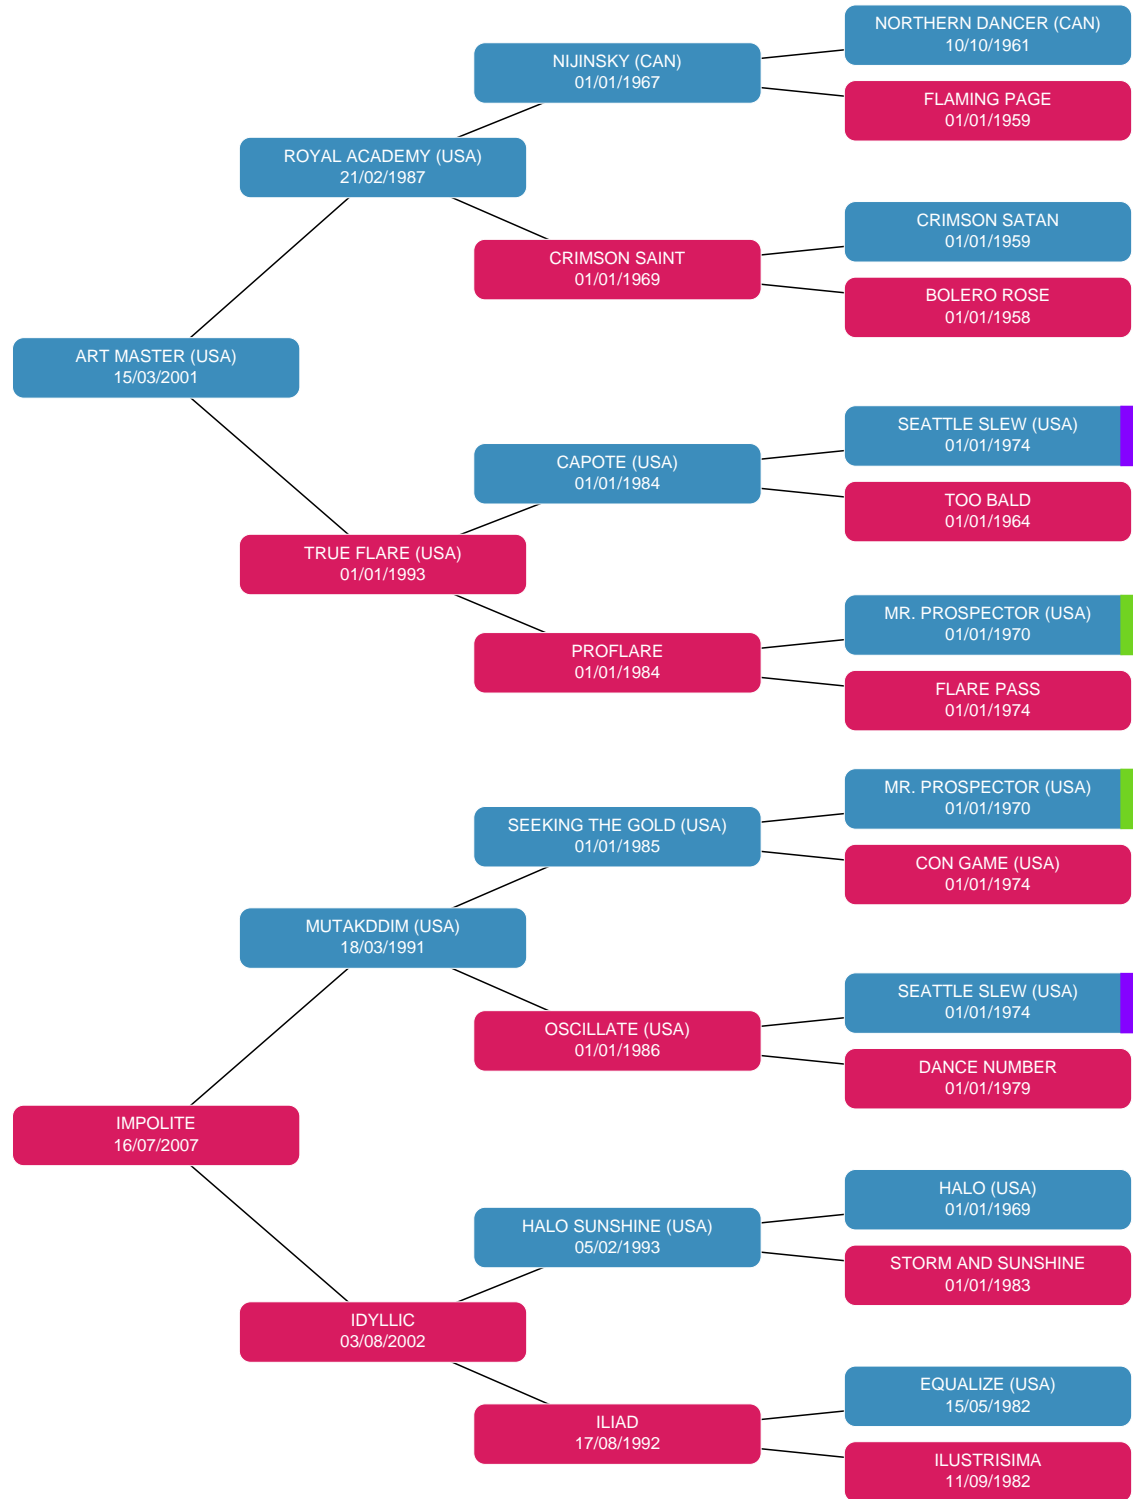 NORTHERN DANCER (CAN)
10/10/1961
NIJINSKY (CAN)
01/01/1967
FLAMING PAGE
01/01/1959
ROYAL ACADEMY (USA)
21/02/1987
CRIMSON SATAN
01/01/1959
CRIMSON SAINT
01/01/1969
BOLERO ROSE
01/01/1958
ART MASTER (USA)
15/03/2001
SEATTLE SLEW (USA)
01/01/1974
CAPOTE (USA)
01/01/1984
TOO BALD
01/01/1964
TRUE FLARE (USA)
01/01/1993
MR. PROSPECTOR (USA)
01/01/1970
PROFLARE
01/01/1984
FLARE PASS
01/01/1974
MR. PROSPECTOR (USA)
01/01/1970
SEEKING THE GOLD (USA)
01/01/1985
CON GAME (USA)
01/01/1974
MUTAKDDIM (USA)
18/03/1991
SEATTLE SLEW (USA)
01/01/1974
OSCILLATE (USA)
01/01/1986
DANCE NUMBER
01/01/1979
IMPOLITE
16/07/2007
HALO (USA)
01/01/1969
HALO SUNSHINE (USA)
05/02/1993
STORM AND SUNSHINE
01/01/1983
IDYLLIC
03/08/2002
EQUALIZE (USA)
15/05/1982
ILIAD
17/08/1992
ILUSTRISIMA
11/09/1982